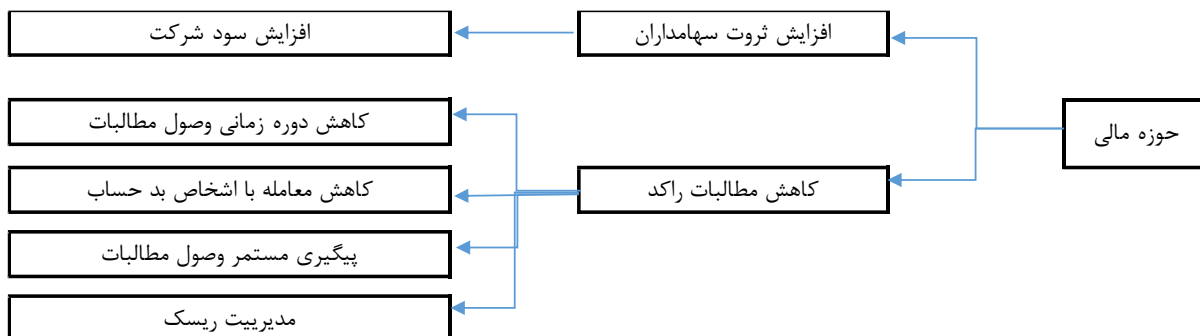 حوزه مالی
افزایش ثروت سهامداران
افزایش سود شرکت
کاهش مطالبات راکد
کاهش دوره زمانی وصول مطالبات
کاهش معامله با اشخاص بد حساب
پیگیری مستمر وصول مطالبات
مدیرییت ریسک